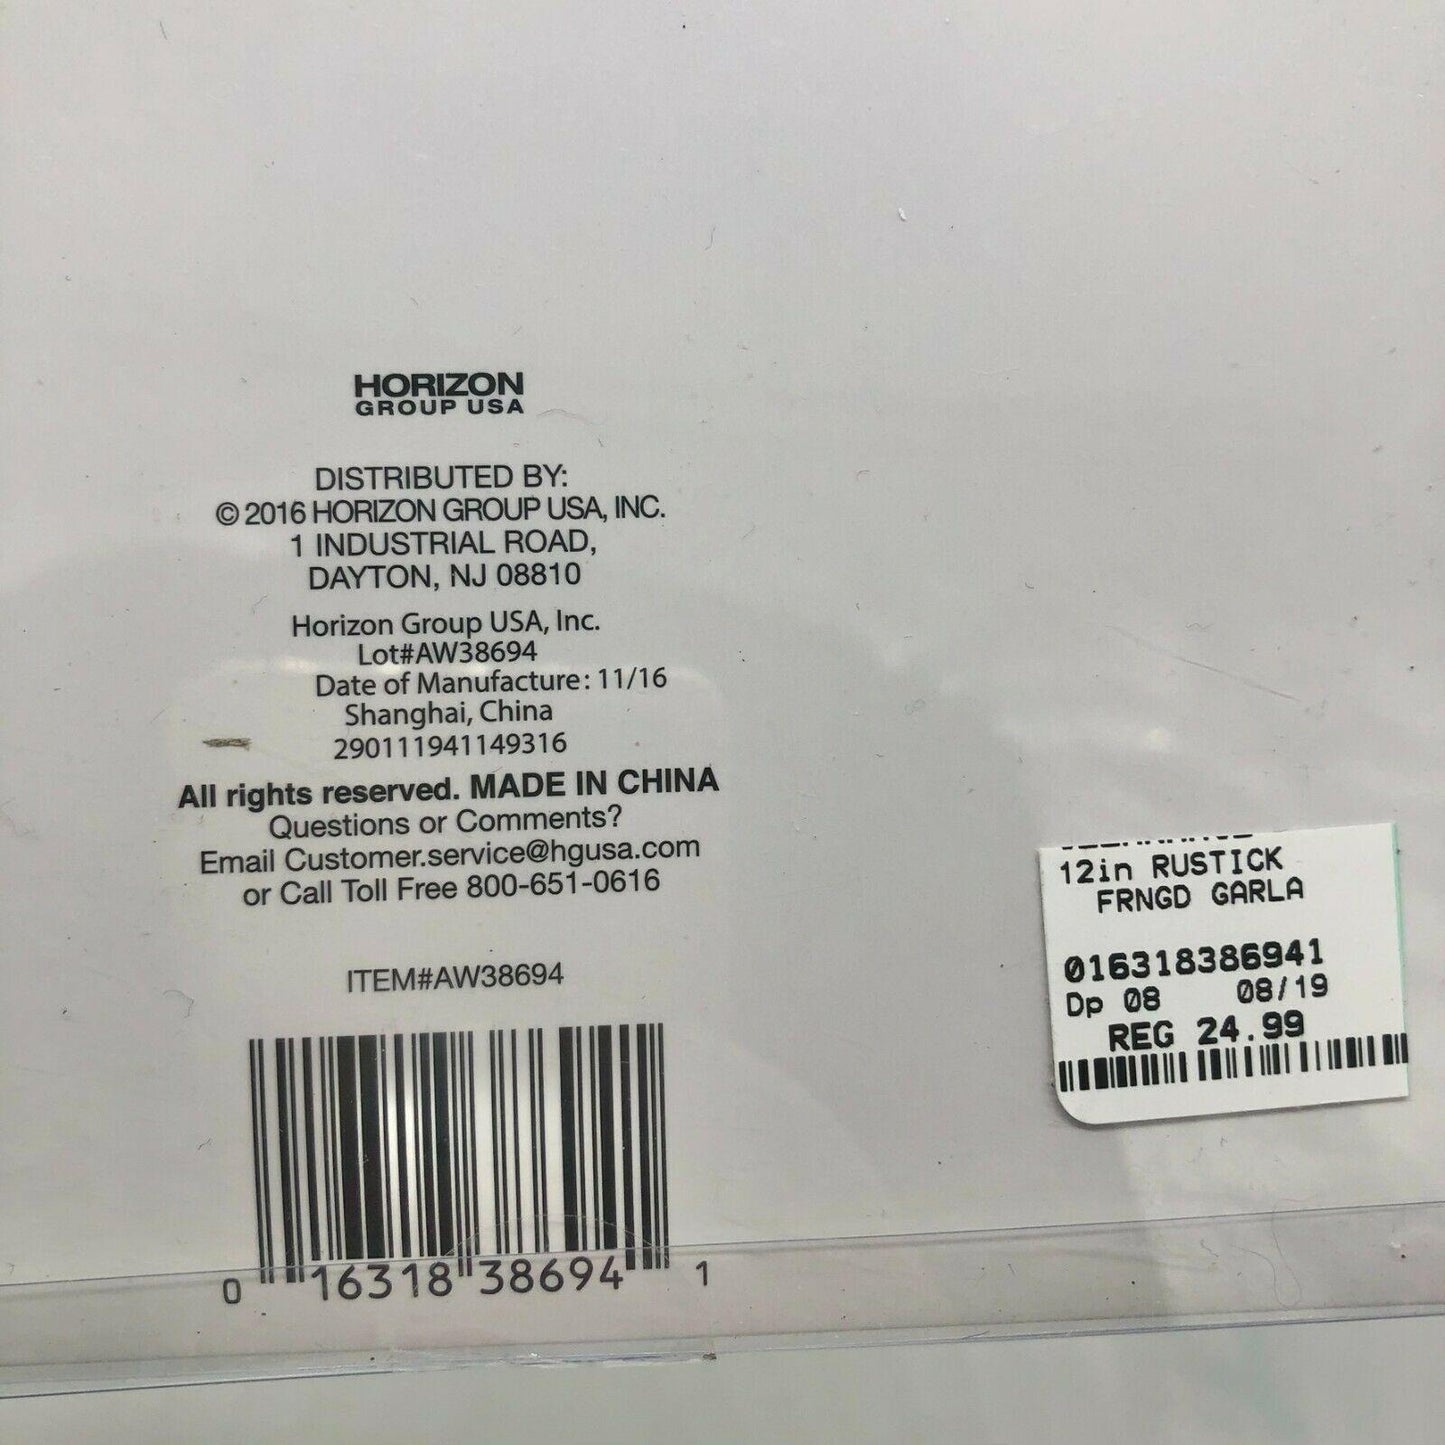 HORIZON
GROUP USA
DISTRIBUTED BY:
© 2016 HORIZON GROUP USA, INC.
1 INDUSTRIAL ROAD,
DAYTON, NJ 08810
Horizon Group USA, Inc.
Lot#AW38694
Date of Manufacture: 11/16
Shanghai, China
290111941149316
All rights reserved. MADE IN CHINA
Questions or Comments?
Email Customer.service@hgusa.com
or Call Toll Free 800-651-0616
ITEM#AW38694
0 16318 38694 1
12in RUSTICK
FRNGD GARLA
016318386941
Dp 08 08/19
REG 24.99